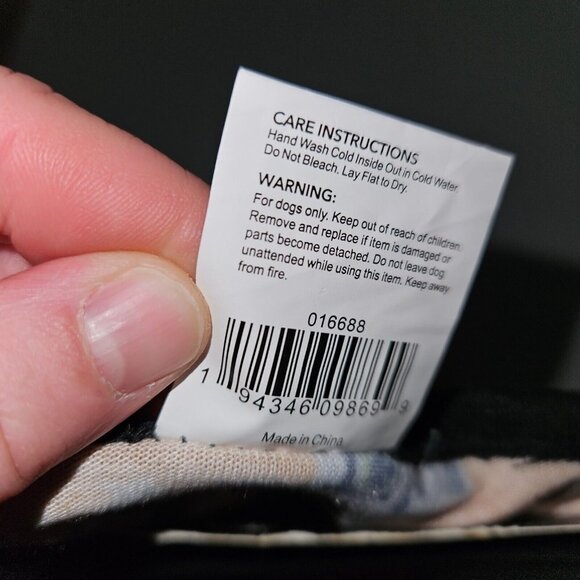 CARE INSTRUCTIONS
Hand Wash Cold Inside Out in Cold Water.
Do Not Bleach. Lay Flat to Dry.
WARNING:
For dogs only. Keep out of reach of children.
Remove and replace if item is damaged or
parts become detached. Do not leave dog
unattended while using this item. Keep away
from fire.
016688
1 94346 09869 9
Made in China